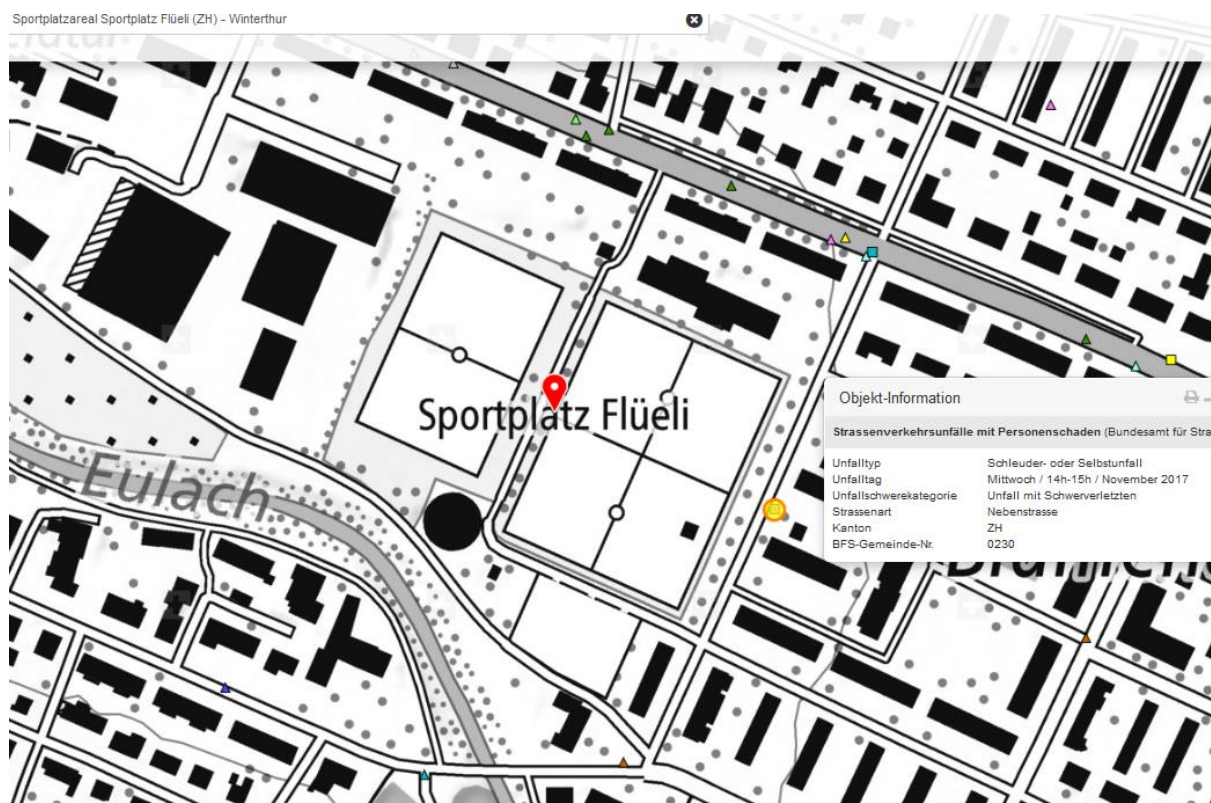 Sportplatzareal Sportplatz Flüeli (ZH) - Winterthur
Sportplatz Flüeli
Eulach
Objekt-Information
Strassenverkehrsunfälle mit Personenschaden (Bundesamt für Stra
Unfalltyp Schleuder- oder Selbstunfall
Unfalltag Mittwoch / 14h-15h / November 2017
Unfallschwerekategorie Unfall mit Schwerverletzten
Strassenart Nebenstrasse
Kanton ZH
BFS-Gemeinde-Nr. 0230